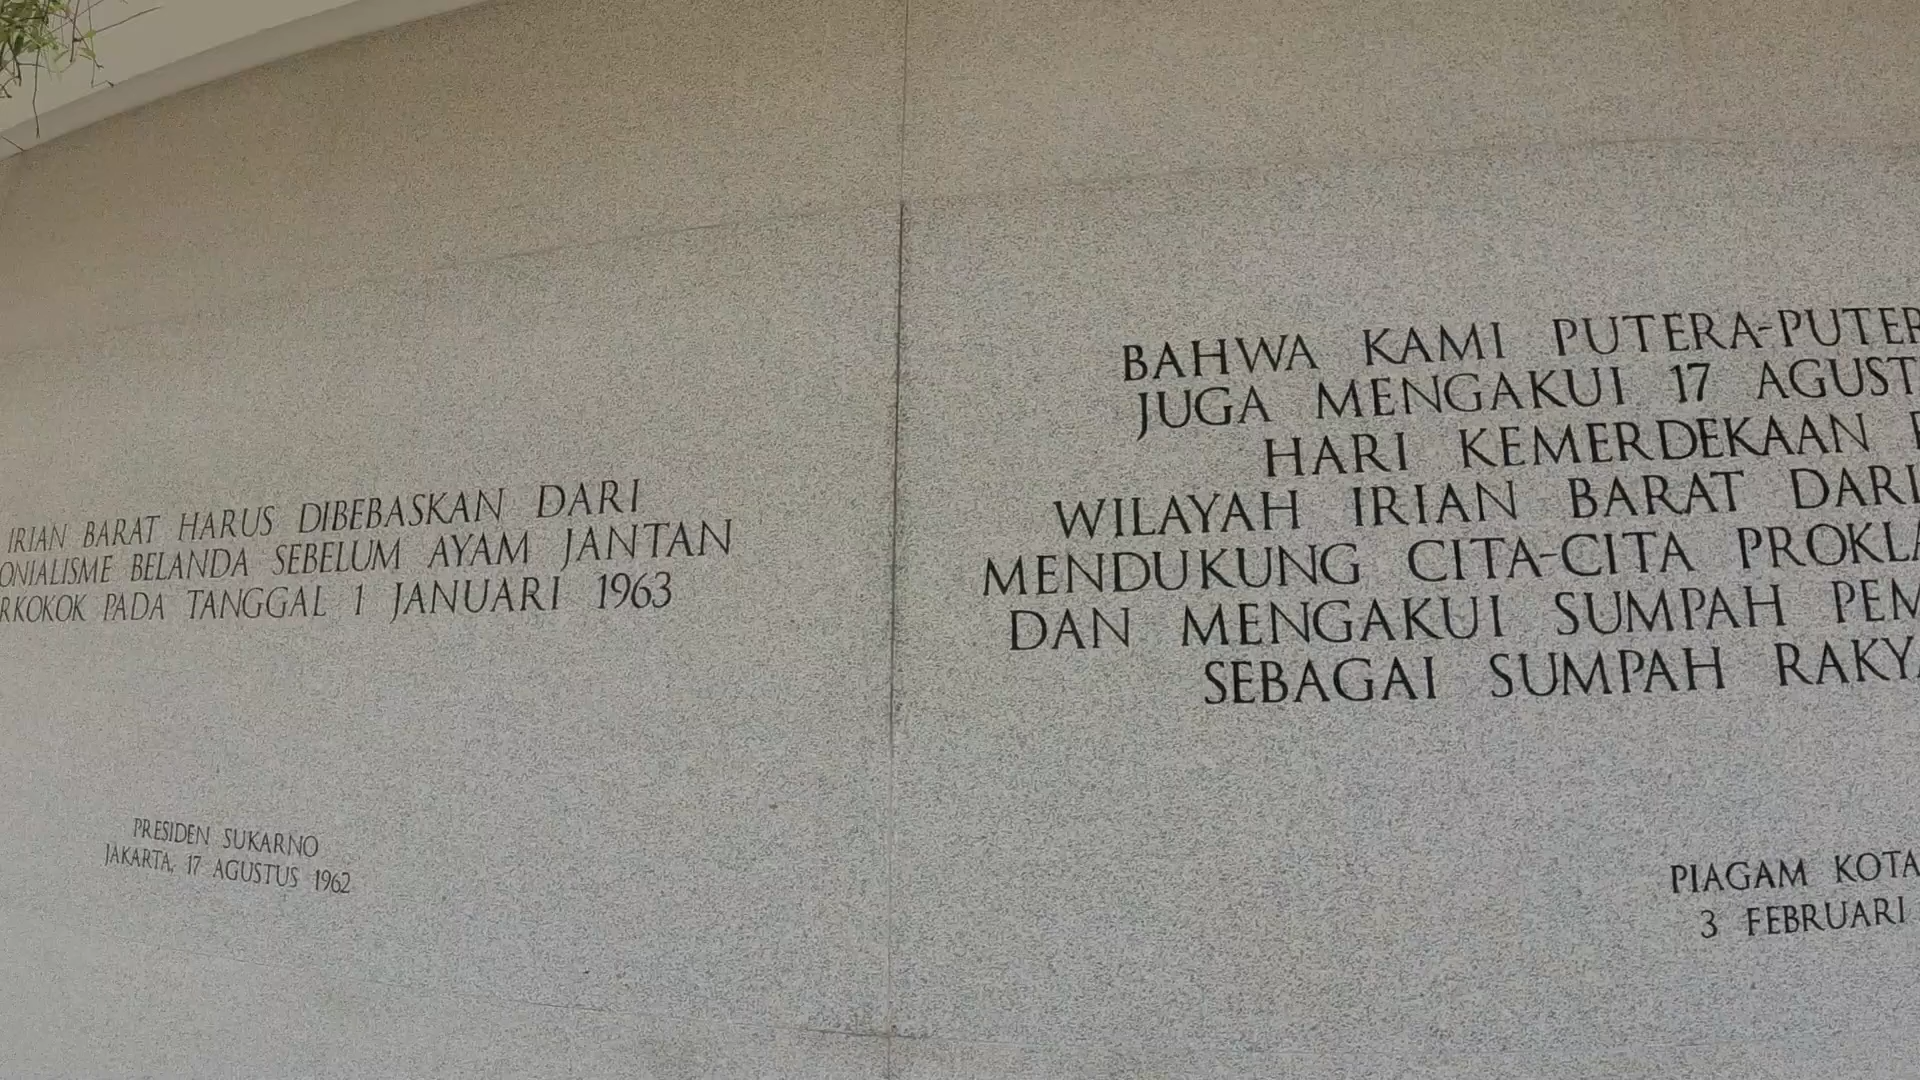 IRIAN BARAT HARUS DIBEBASKAN DARI
ONIALISME BELANDA SEBELUM AYAM JANTAN
RKOKOK PADA TANGGAL 1 JANUARI 1963
PRESIDEN SUKARNO
JAKARTA, 17 AGUSTUS 1962
BAHWA KAMI PUTERA-PUTER
JUGA MENGAKUI 17 AGUST
HARI KEMERDEKAAN
WILAYAH IRIAN BARAT DARI
MENDUKUNG CITA-CITA PROKLA
DAN MENGAKUI SUMPAH PEM
SEBAGAI SUMPAH RAKYA
PIAGAM KOTA
3 FEBRUARI